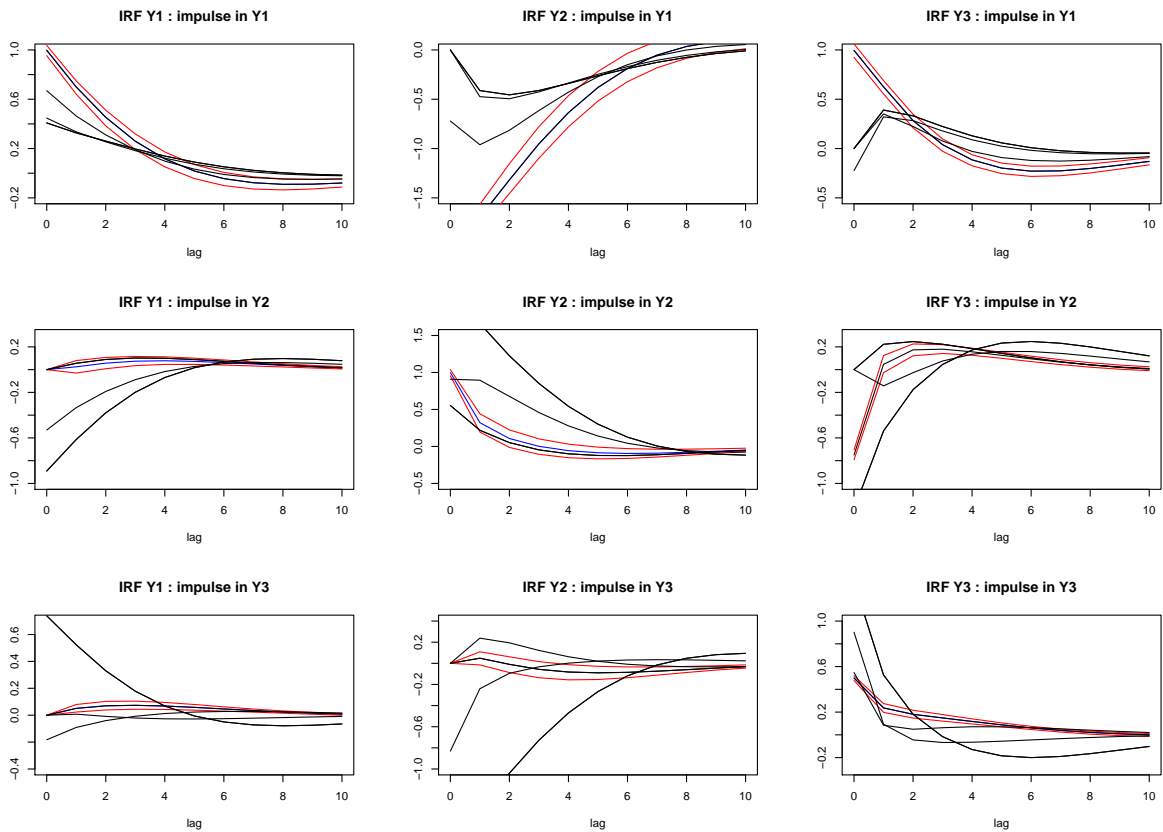 IRF Y1 : impulse in Y1
IRF Y2 : impulse in Y1
IRF Y3 : impulse in Y1
1.0
0.6
0.2
−0.2
0 2 4 6 8 10
lag
0.0
−0.5
−1.0
−1.5
0 2 4 6 8 10
lag
1.0
0.5
0.0
−0.5
0 2 4 6 8 10
lag
IRF Y1 : impulse in Y2
IRF Y2 : impulse in Y2
IRF Y3 : impulse in Y2
0.2
−0.2
−0.6
−1.0
0 2 4 6 8 10
lag
1.5
1.0
0.5
0.0
−0.5
0 2 4 6 8 10
lag
0.2
−0.2
−0.6
−1.0
0 2 4 6 8 10
lag
IRF Y1 : impulse in Y3
IRF Y2 : impulse in Y3
IRF Y3 : impulse in Y3
0.6
0.4
0.2
0.0
−0.4
0 2 4 6 8 10
lag
0.2
−0.2
−0.6
−1.0
0 2 4 6 8 10
lag
1.0
0.6
0.2
−0.2
0 2 4 6 8 10
lag